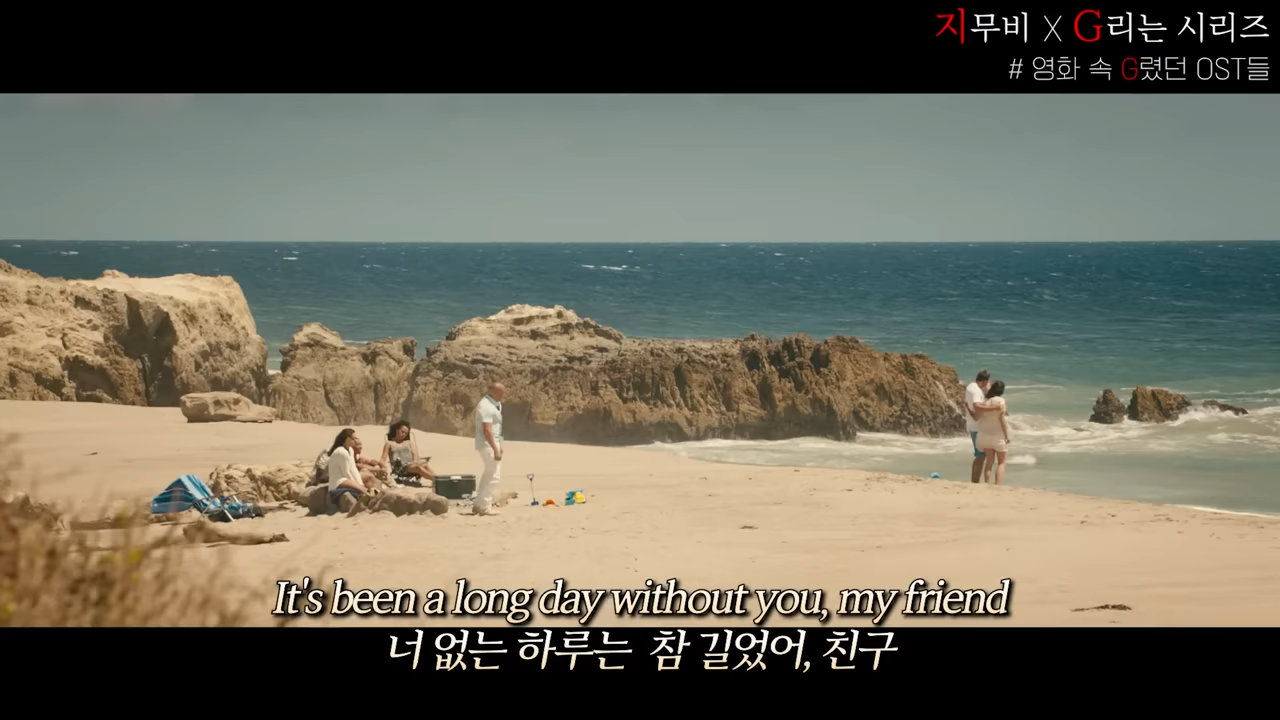 지무비 X G리는 시리즈
# 영화 속 G렸던 OST들
It's been a long day without you, my friend
너 없는 하루는 참 길었어, 친구